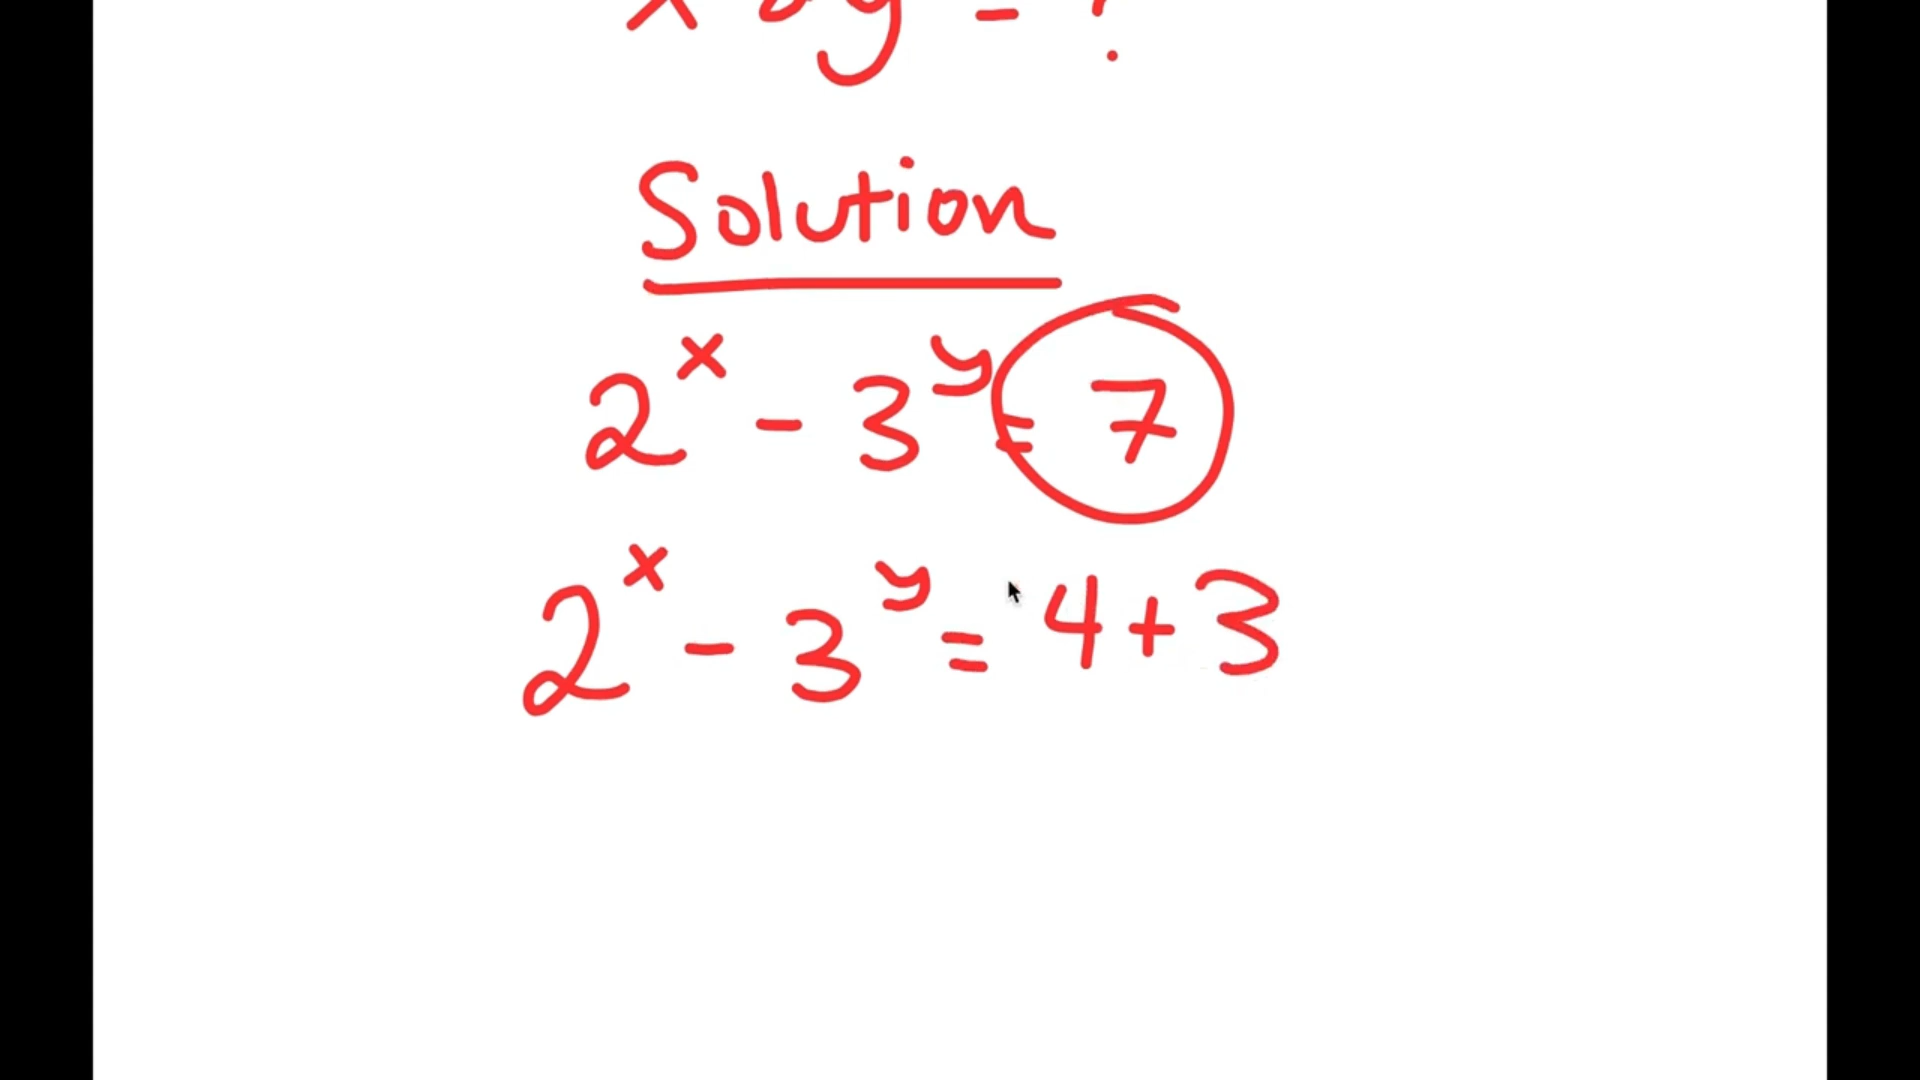 x & y = ?
Solution
2^x - 3^y = 7
2^x - 3^y = 4 + 3